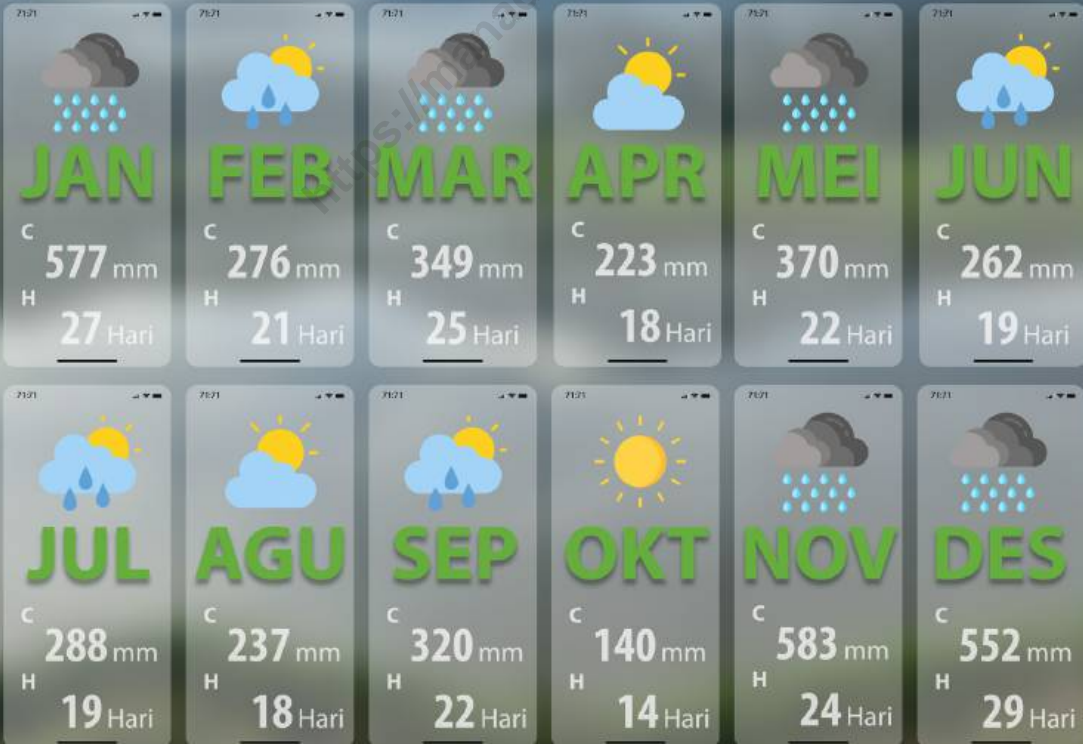 JAN
C
577 mm
H
27 Hari
FEB
C
276 mm
H
21 Hari
MAR
C
349 mm
H
25 Hari
APR
C
223 mm
H
18 Hari
MEI
C
370 mm
H
22 Hari
JUN
C
262 mm
H
19 Hari
JUL
C
288 mm
H
19 Hari
AGU
C
237 mm
H
18 Hari
SEP
C
320 mm
H
22 Hari
OKT
C
140 mm
H
14 Hari
NOV
C
583 mm
H
24 Hari
DES
C
552 mm
H
29 Hari